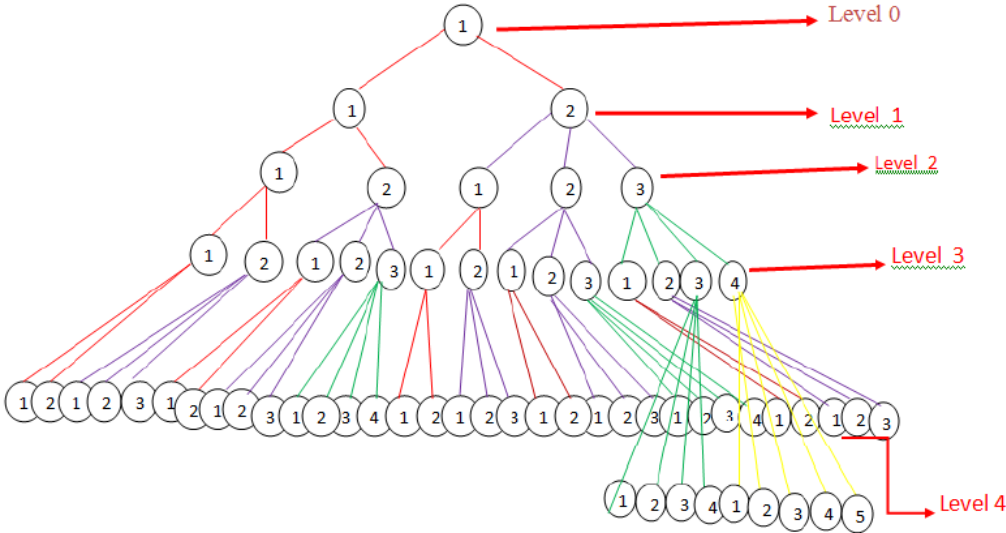 1 Level 0
1 2 Level 1
1 2 1 2 3 Level 2
1 2 1 2 3 1 2 1 2 3 1 2 3 4 Level 3
1 2 1 2 3 1 2 1 2 3 1 2 3 4 1 2 1 2 3 1 2 1 2 3 1 2 3 4 1 2 1 2 3
1 2 3 4 1 2 3 4 5 Level 4